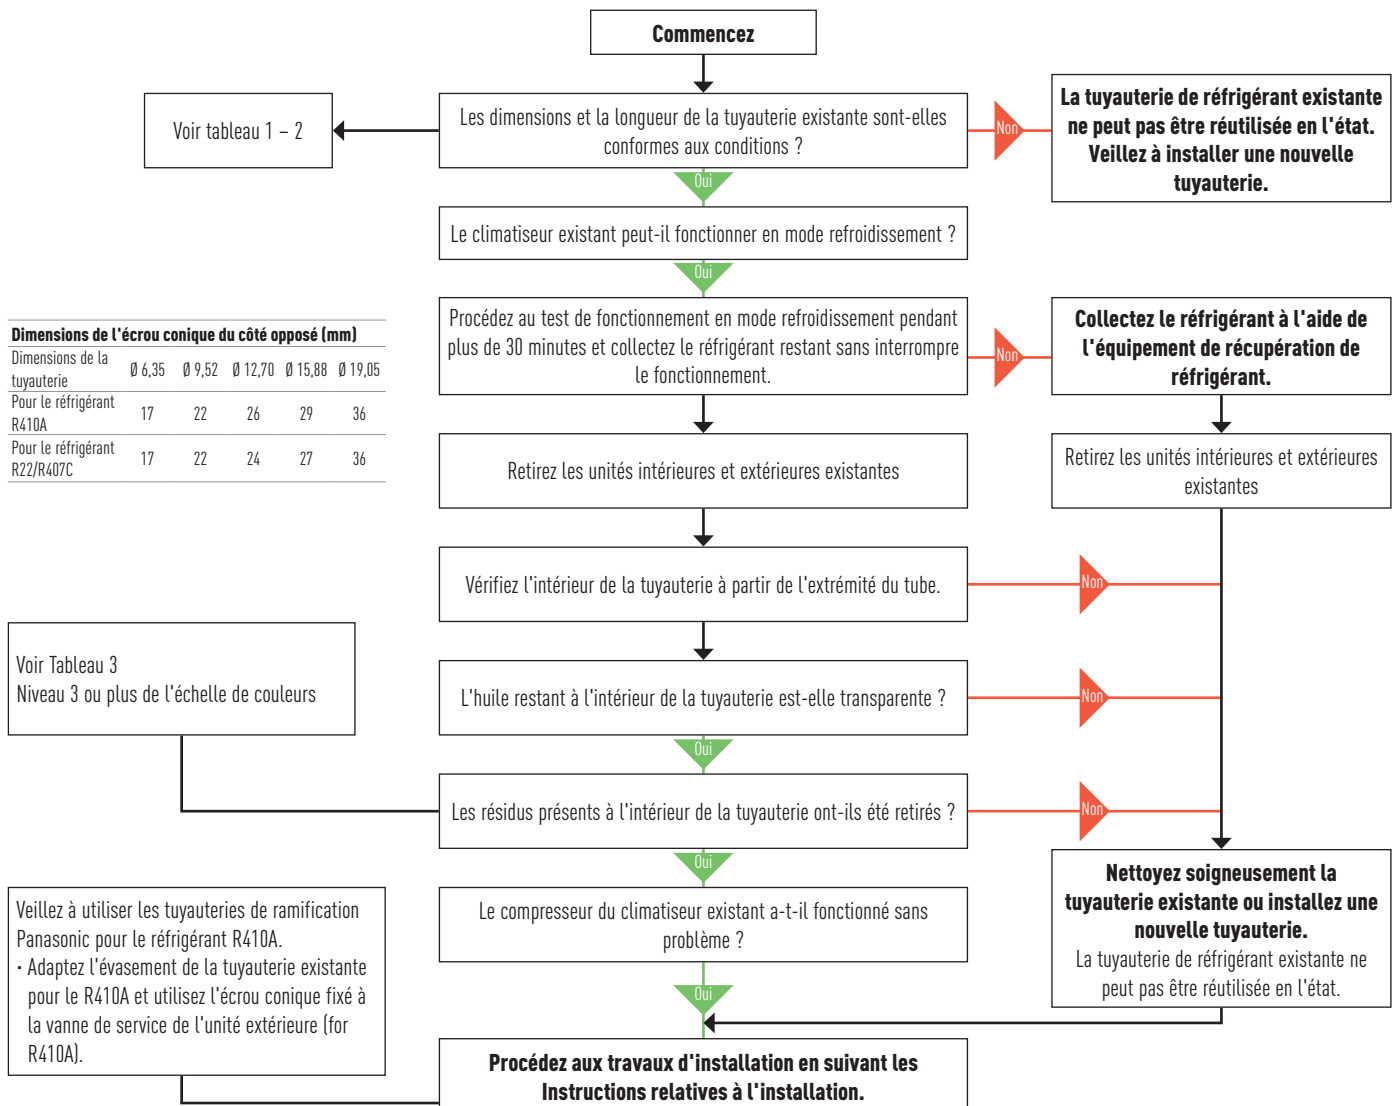 Commencez
Voir tableau 1 – 2
Les dimensions et la longueur de la tuyauterie existante sont-elles
conformes aux conditions ?
Non
La tuyauterie de réfrigérant existante
ne peut pas être réutilisée en l'état.
Veillez à installer une nouvelle
tuyauterie.
Oui
Le climatiseur existant peut-il fonctionner en mode refroidissement ?
Oui
Dimensions de l'écrou conique du côté opposé (mm)
Dimensions de la
tuyauterie Ø 6,35 Ø 9,52 Ø 12,70 Ø 15,88 Ø 19,05
Pour le réfrigérant
R410A 17 22 26 29 36
Pour le réfrigérant
R22/R407C 17 22 24 27 36
Procédez au test de fonctionnement en mode refroidissement pendant
plus de 30 minutes et collectez le réfrigérant restant sans interrompre
le fonctionnement.
Non
Collectez le réfrigérant à l'aide de
l'équipement de récupération de
réfrigérant.
Retirez les unités intérieures et extérieures existantes
Retirez les unités intérieures et extérieures
existantes
Vérifiez l'intérieur de la tuyauterie à partir de l'extrémité du tube.
Non
Voir Tableau 3
Niveau 3 ou plus de l'échelle de couleurs
L'huile restant à l'intérieur de la tuyauterie est-elle transparente ?
Non
Oui
Les résidus présents à l'intérieur de la tuyauterie ont-ils été retirés ?
Non
Oui
Nettoyez soigneusement la
tuyauterie existante ou installez une
nouvelle tuyauterie.
La tuyauterie de réfrigérant existante ne
peut pas être réutilisée en l'état.
Veillez à utiliser les tuyauteries de ramification
Panasonic pour le réfrigérant R410A.
· Adaptez l'évasement de la tuyauterie existante
pour le R410A et utilisez l'écrou conique fixé à
la vanne de service de l'unité extérieure (for
R410A).
Le compresseur du climatiseur existant a-t-il fonctionné sans
problème ?
Oui
Procédez aux travaux d'installation en suivant les
Instructions relatives à l'installation.